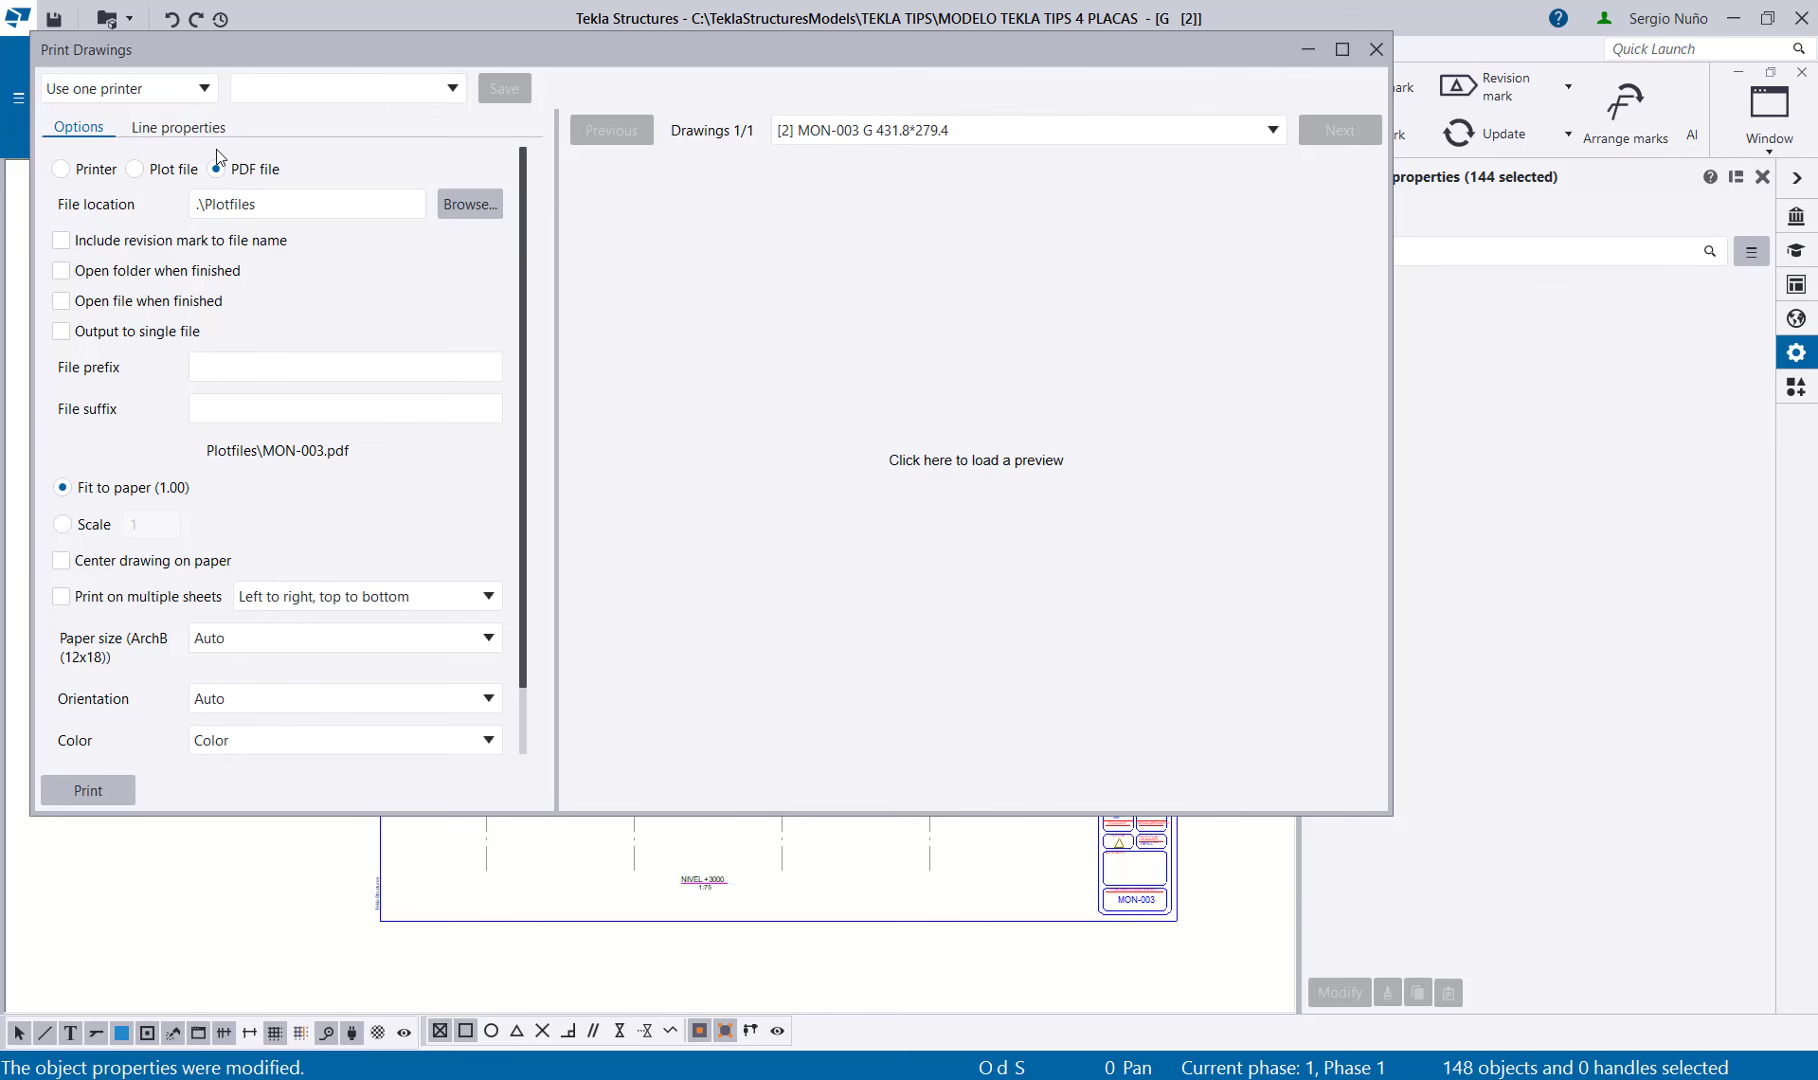 Tekla Structures - C:\TeklaStructuresModels\TEKLA TIPS\MODELO TEKLA TIPS 4 PLACAS - [G [2]]
Sergio Nuño
Quick Launch
Print Drawings
Use one printer
Save
Options
Line properties
Previous
Drawings 1/1
[2] MON-003 G 431.8*279.4
Next
ark
Revision
mark
rk
Update
Arrange marks
Al
Window
Printer
Plot file
PDF file
properties (144 selected)
File location
.\Plotfiles
Browse...
Include revision mark to file name
Open folder when finished
Open file when finished
Output to single file
File prefix
File suffix
Plotfiles\MON-003.pdf
Click here to load a preview
Fit to paper (1.00)
Scale
1
Center drawing on paper
Print on multiple sheets
Left to right, top to bottom
Paper size (ArchB
(12x18))
Auto
Orientation
Auto
Color
Color
Print
NIVEL +3000
1:75
MON-003
Tekla Structures
Modify
The object properties were modified.
O d S
0 Pan
Current phase: 1, Phase 1
148 objects and 0 handles selected